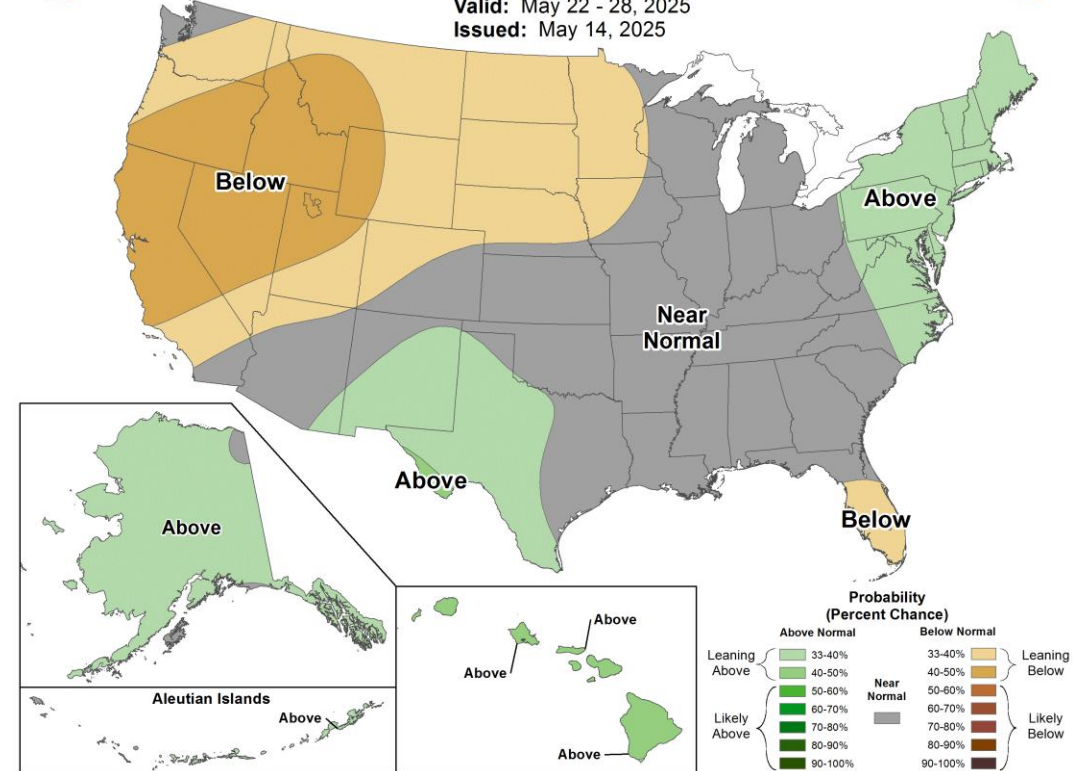 Valid: May 22 - 28, 2025
Issued: May 14, 2025
Below
Above
Near
Normal
Above
Below
Above
Above
Above
Above
Aleutian Islands
Above
Probability
(Percent Chance)
Above Normal
Below Normal
Leaning
Above
33-40%
40-50%
Likely
Above
50-60%
60-70%
70-80%
80-90%
90-100%
Near
Normal
33-40%
40-50%
Leaning
Below
50-60%
60-70%
70-80%
80-90%
90-100%
Likely
Below